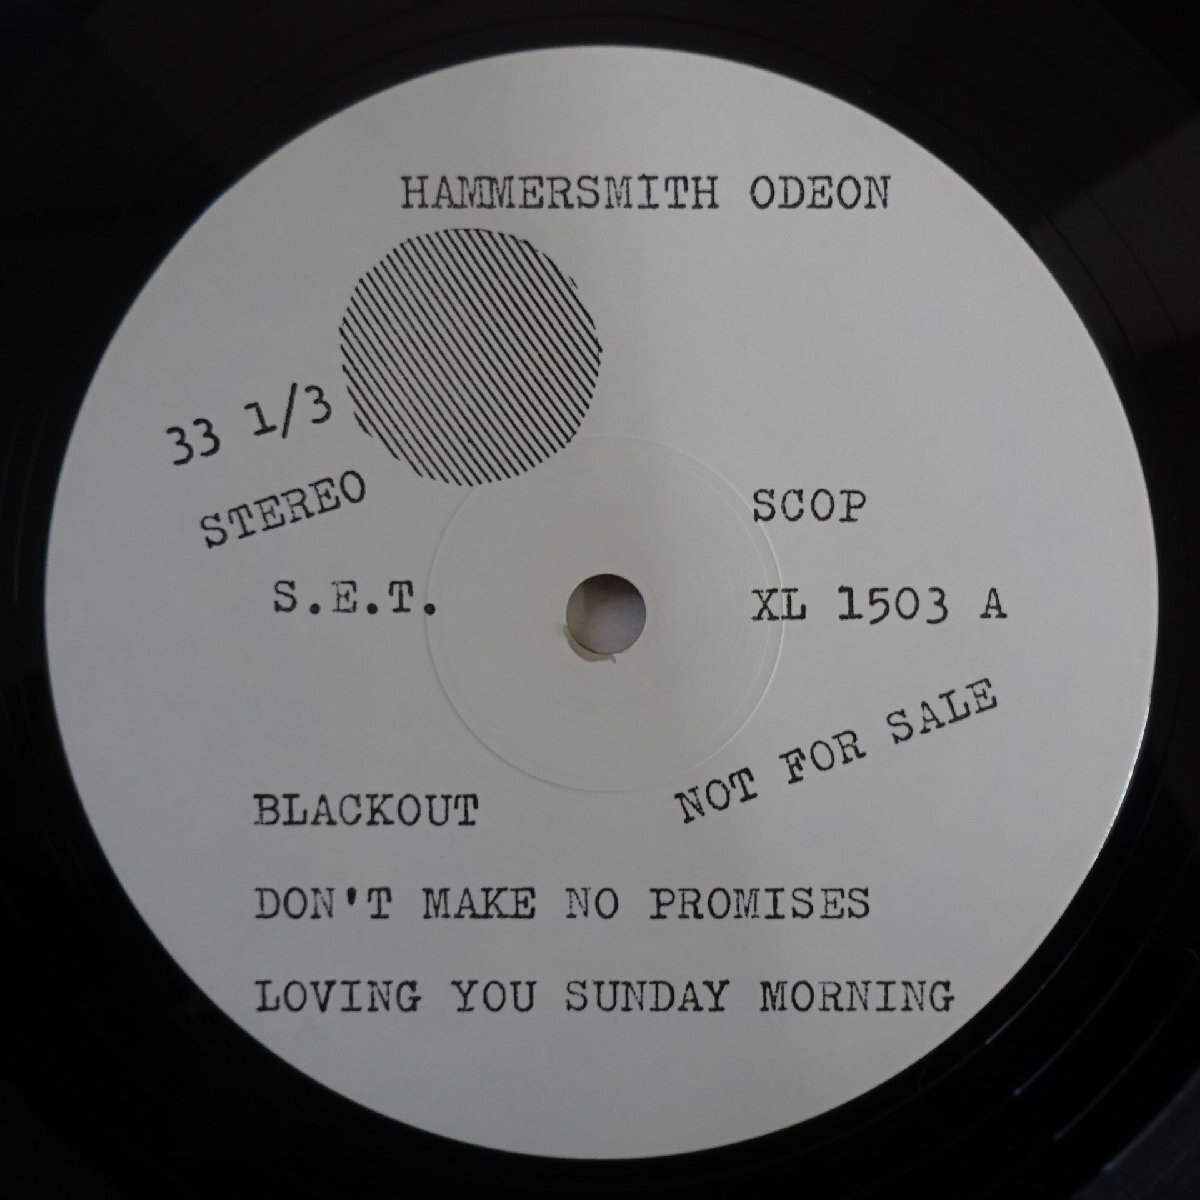 HAMMERSMITH ODEON
33 1/3
STEREO
SCOP
S.E.T.
XL 1503 A
NOT FOR SALE
BLACKOUT
DON'T MAKE NO PROMISES
LOVING YOU SUNDAY MORNING